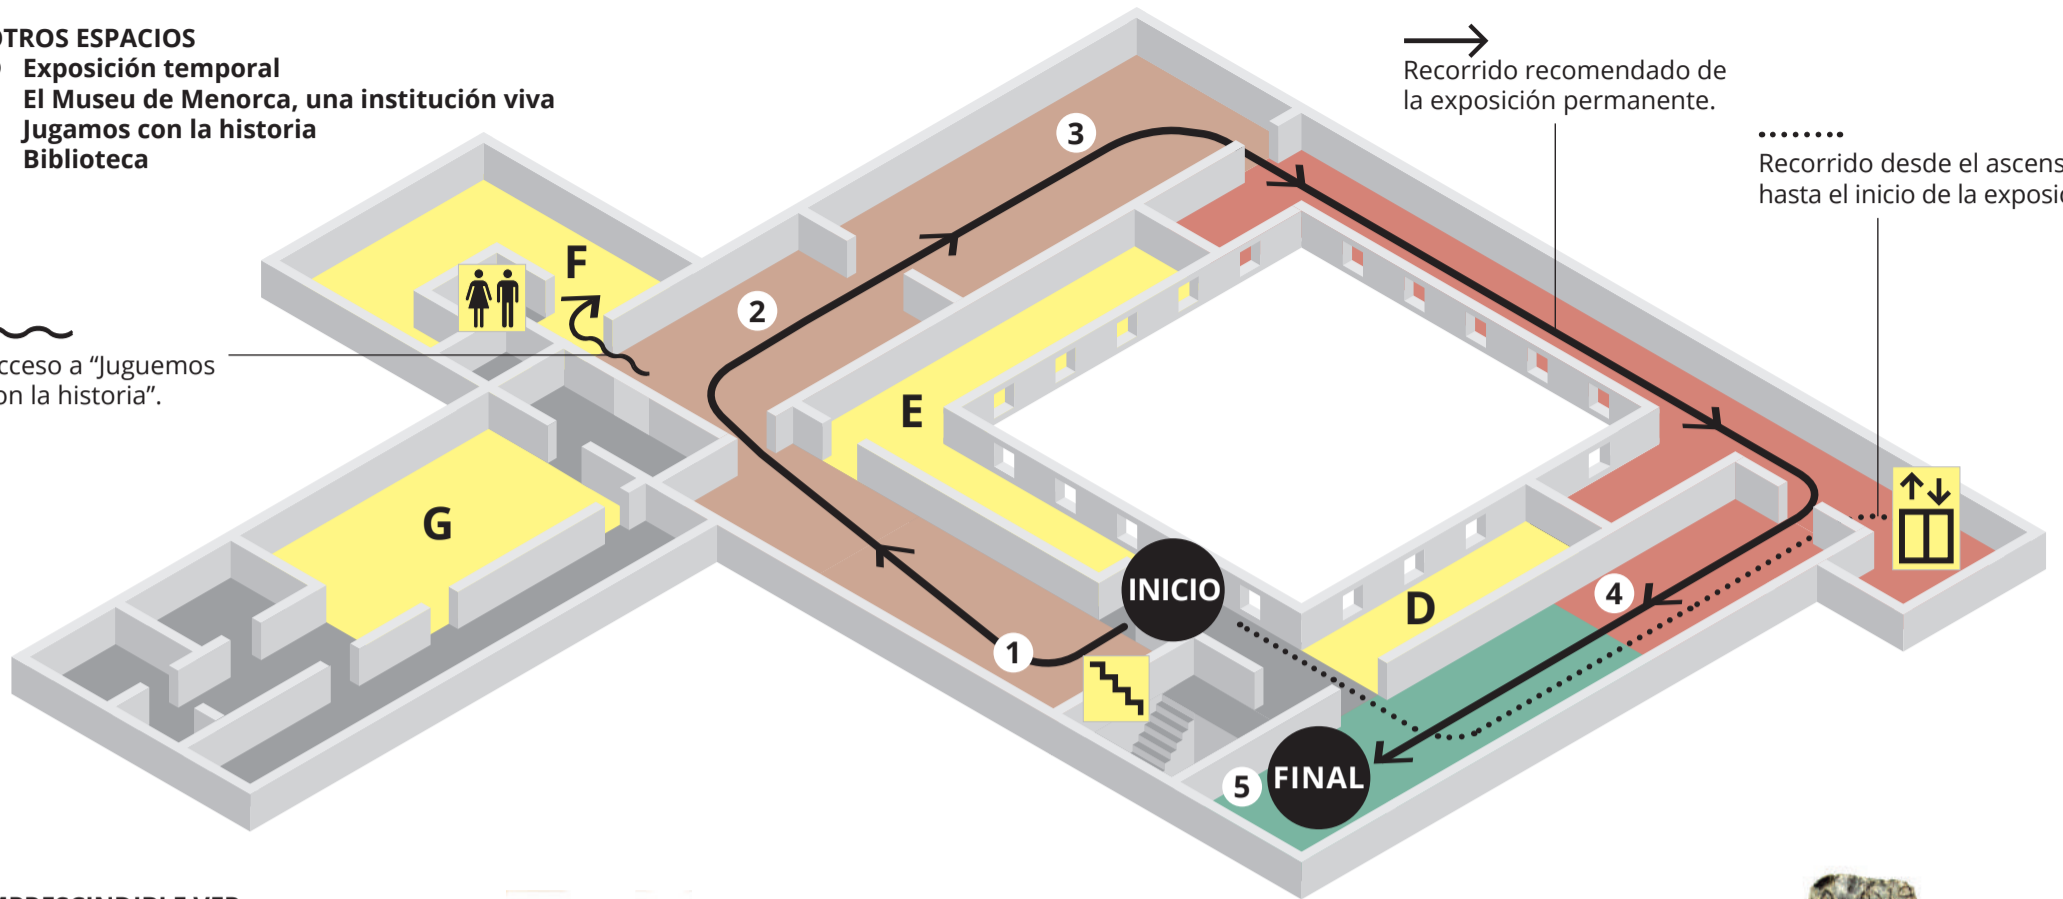 OTROS ESPACIOS
Exposición temporal
El Museu de Menorca, una institución viva
Jugamos con la historia
Biblioteca
Recorrido recomendado de
la exposición permanente.
Recorrido desde el ascens
hasta el inicio de la exposic
cceso a “Juguemos
on la historia”.
3
F
2
E
G
INICIO
1
D
4
5
FINAL